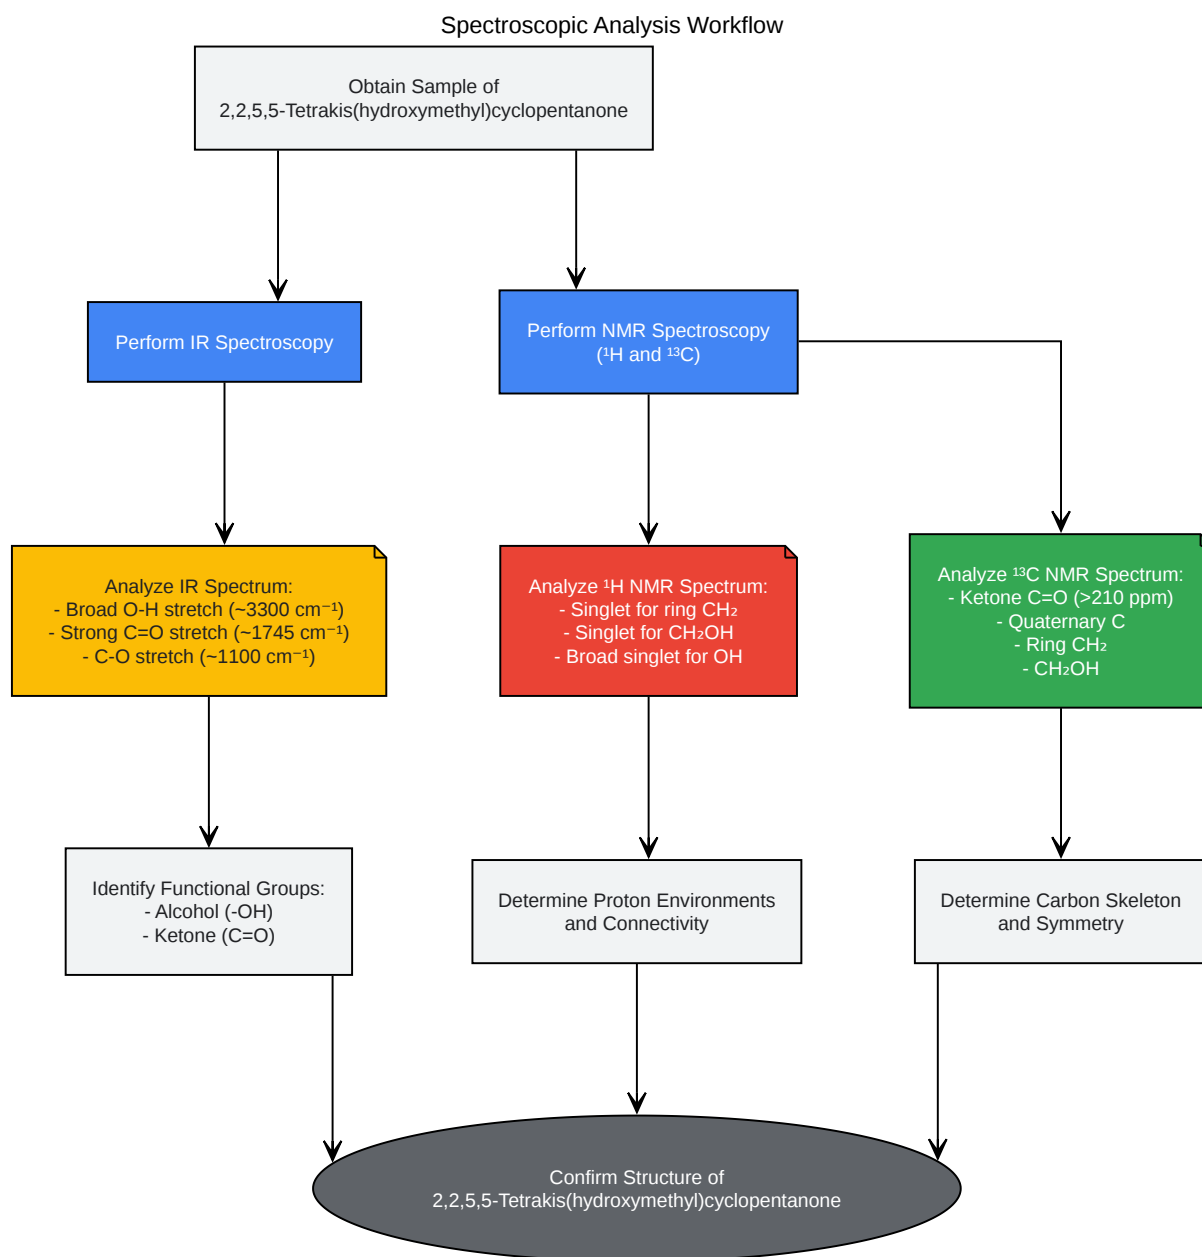 Spectroscopic Analysis Workflow
Obtain Sample of
2,2,5,5-Tetrakis(hydroxymethyl)cyclopentanone
Perform IR Spectroscopy
Perform NMR Spectroscopy
(¹H and ¹³C)
Analyze IR Spectrum:
- Broad O-H stretch (~3300 cm⁻¹)
- Strong C=O stretch (~1745 cm⁻¹)
- C-O stretch (~1100 cm⁻¹)
Analyze ¹H NMR Spectrum:
- Singlet for ring CH₂
- Singlet for CH₂OH
- Broad singlet for OH
Analyze ¹³C NMR Spectrum:
- Ketone C=O (>210 ppm)
- Quaternary C
- Ring CH₂
- CH₂OH
Identify Functional Groups:
- Alcohol (-OH)
- Ketone (C=O)
Determine Proton Environments
and Connectivity
Determine Carbon Skeleton
and Symmetry
Confirm Structure of
2,2,5,5-Tetrakis(hydroxymethyl)cyclopentanone